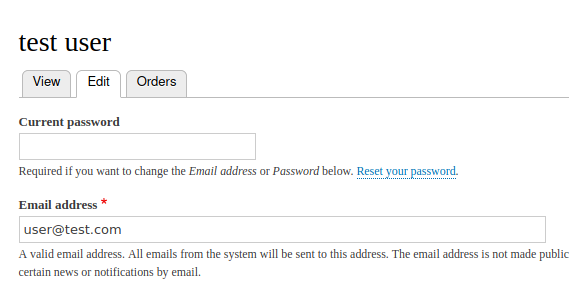 test user
View Edit Orders
Current password
Required if you want to change the Email address or Password below. Reset your password.
Email address *
user@test.com
A valid email address. All emails from the system will be sent to this address. The email address is not made public
certain news or notifications by email.